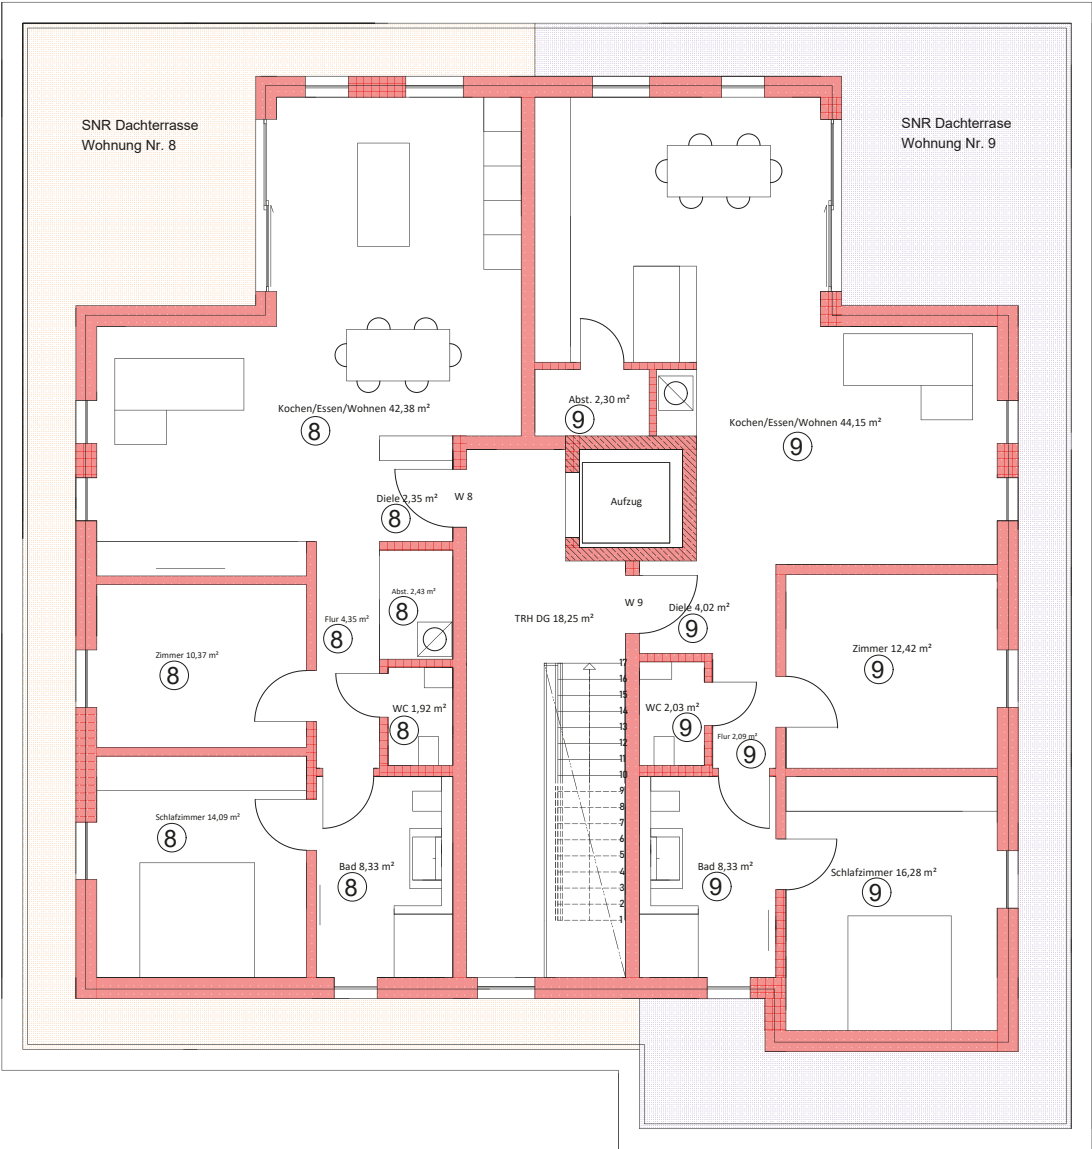 SNR Dachterrasse
Wohnung Nr. 8
SNR Dachterrase
Wohnung Nr. 9
Kochen/Essen/Wohnen 42,38 m²
8
Abst. 2,30 m²
9
Kochen/Essen/Wohnen 44,15 m²
9
Diele 2,35 m²
8
W 8
Aufzug
Abst. 2,43 m²
8
Flur 4,35 m²
8
TRH DG 18,25 m²
W 9
Diele 4,02 m²
9
Zimmer 10,37 m²
8
Zimmer 12,42 m²
9
WC 1,92 m²
8
WC 2,03 m²
9
Flur 2,09 m²
9
17
16
15
14
13
12
11
10
9
8
7
6
5
4
3
2
1
Schlafzimmer 14,09 m²
8
Bad 8,33 m²
8
Bad 8,33 m²
9
Schlafzimmer 16,28 m²
9